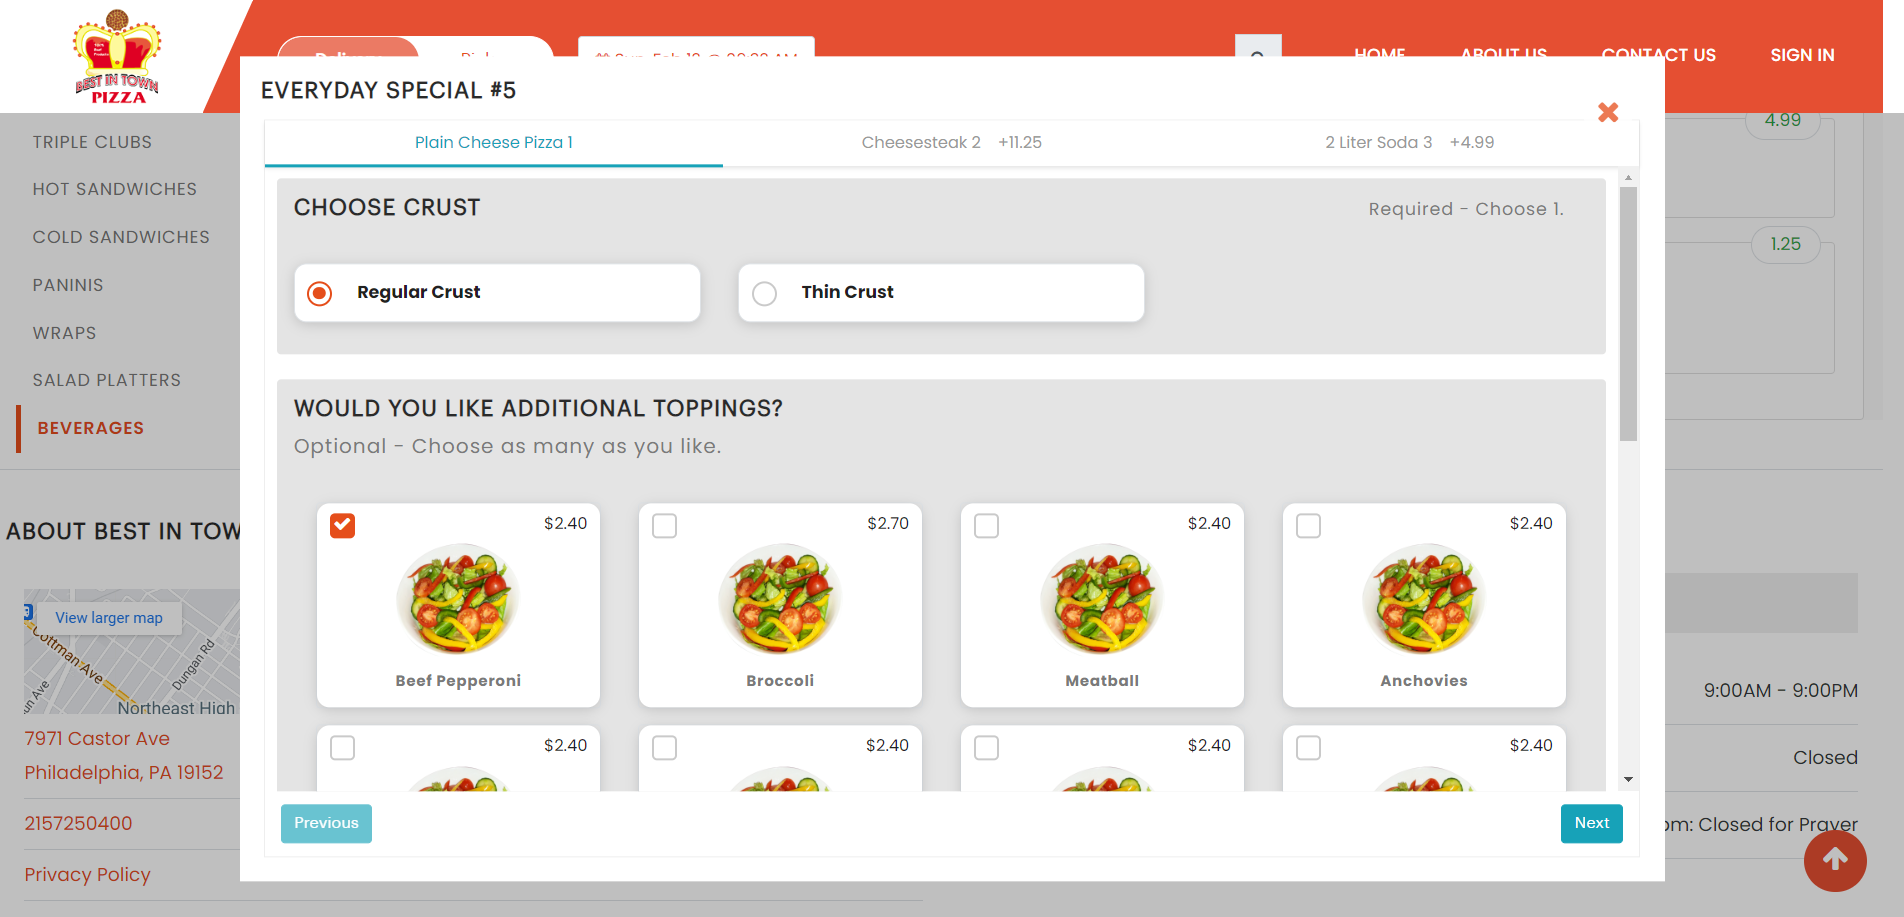 BEST IN TOWN
PIZZA
HOME
ABOUT US
CONTACT US
SIGN IN
EVERYDAY SPECIAL #5
Plain Cheese Pizza 1
Cheesesteak 2 +11.25
2 Liter Soda 3 +4.99
4.99
1.25
TRIPLE CLUBS
HOT SANDWICHES
COLD SANDWICHES
PANINIS
WRAPS
SALAD PLATTERS
BEVERAGES
CHOOSE CRUST
Required - Choose 1.
Regular Crust
Thin Crust
WOULD YOU LIKE ADDITIONAL TOPPINGS?
Optional - Choose as many as you like.
$2.40
Beef Pepperoni
$2.70
Broccoli
$2.40
Meatball
$2.40
Anchovies
$2.40
$2.40
$2.40
$2.40
Previous
Next
ABOUT BEST IN TOW
View larger map
Cottman Ave
Dungan Rd
Ave
Northeast High
7971 Castor Ave
Philadelphia, PA 19152
2157250400
Privacy Policy
9:00AM - 9:00PM
Closed
pm: Closed for Prayer